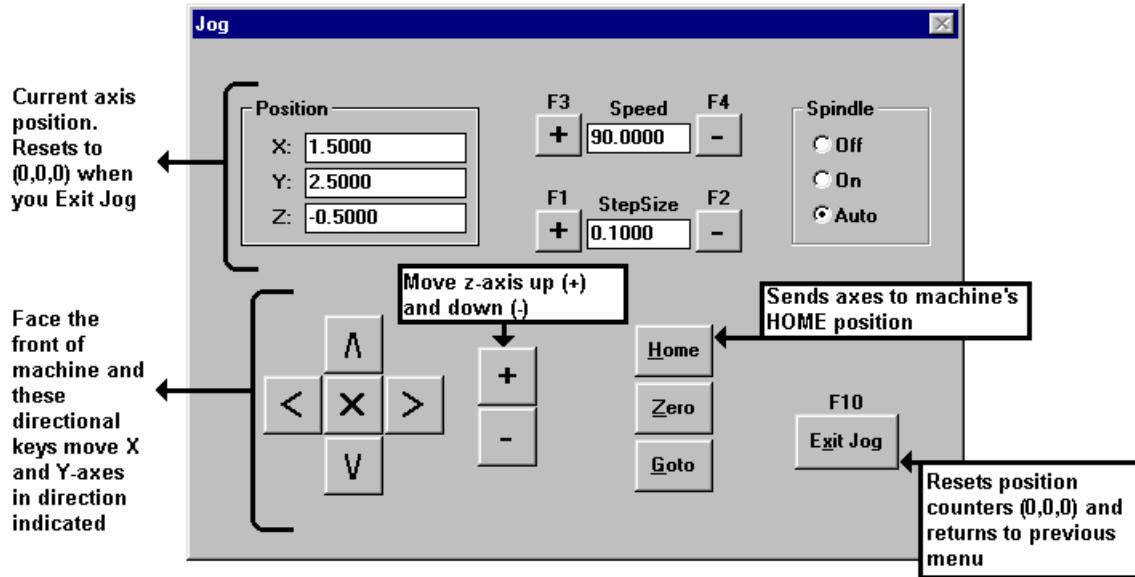 Jog
Current axis
position.
Resets to
(0,0,0) when
you Exit Jog
Position
X: 1.5000
Y: 2.5000
Z: -0.5000
F3 Speed F4
+ 90.0000 -
F1 StepSize F2
+ 0.1000 -
Spindle
Off
On
Auto
Move z-axis up (+)
and down (-)
Sends axes to machine's
HOME position
Face the
front of
machine and
these
directional
keys move X
and Y-axes
in direction
indicated
Λ
< X >
V
+
-
Home
Zero
Goto
F10
Exit Jog
Resets position
counters (0,0,0) and
returns to previous
menu